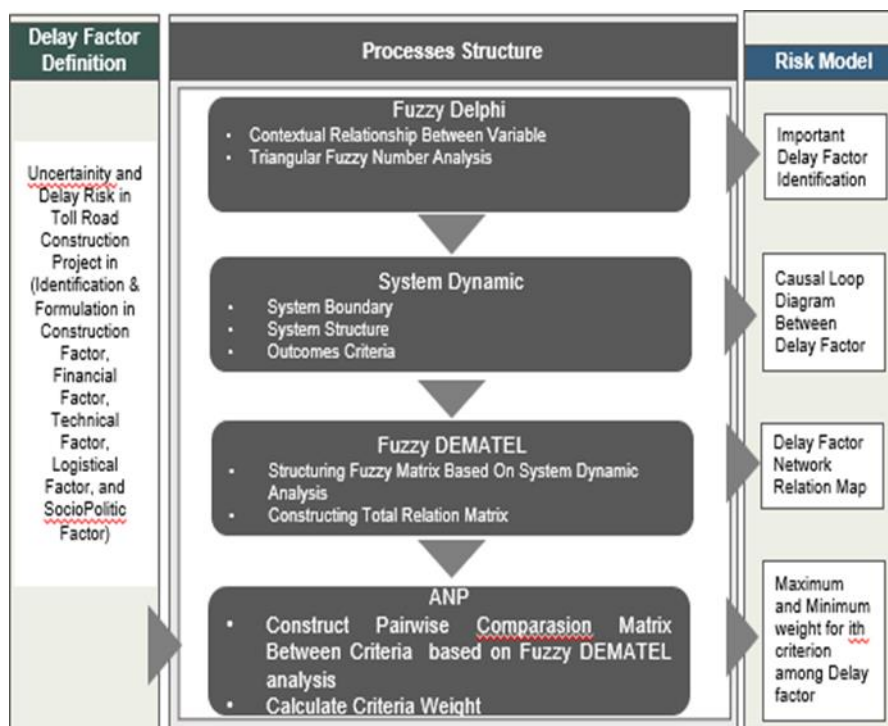 Delay Factor
Definition
Uncertainity and
Delay Risk in
Toll Road
Construction
Project in
(Identification &
Formulation in
Construction
Factor,
Financial
Factor,
Technical
Factor,
Logistical
Factor, and
SocioPolitic
Factor)
Processes Structure
Fuzzy Delphi
• Contextual Relationship Between Variable
• Triangular Fuzzy Number Analysis
System Dynamic
• System Boundary
• System Structure
• Outcomes Criteria
Fuzzy DEMATEL
• Structuring Fuzzy Matrix Based On System Dynamic
Analysis
• Constructing Total Relation Matrix
ANP
• Construct Pairwise Comparasion Matrix
Between Criteria based on Fuzzy DEMATEL
analysis
• Calculate Criteria Weight
Risk Model
Important
Delay Factor
Identification
Causal Loop
Diagram
Between
Delay Factor
Delay Factor
Network
Relation Map
Maximum
and Minimum
weight for ith
criterion
among Delay
factor